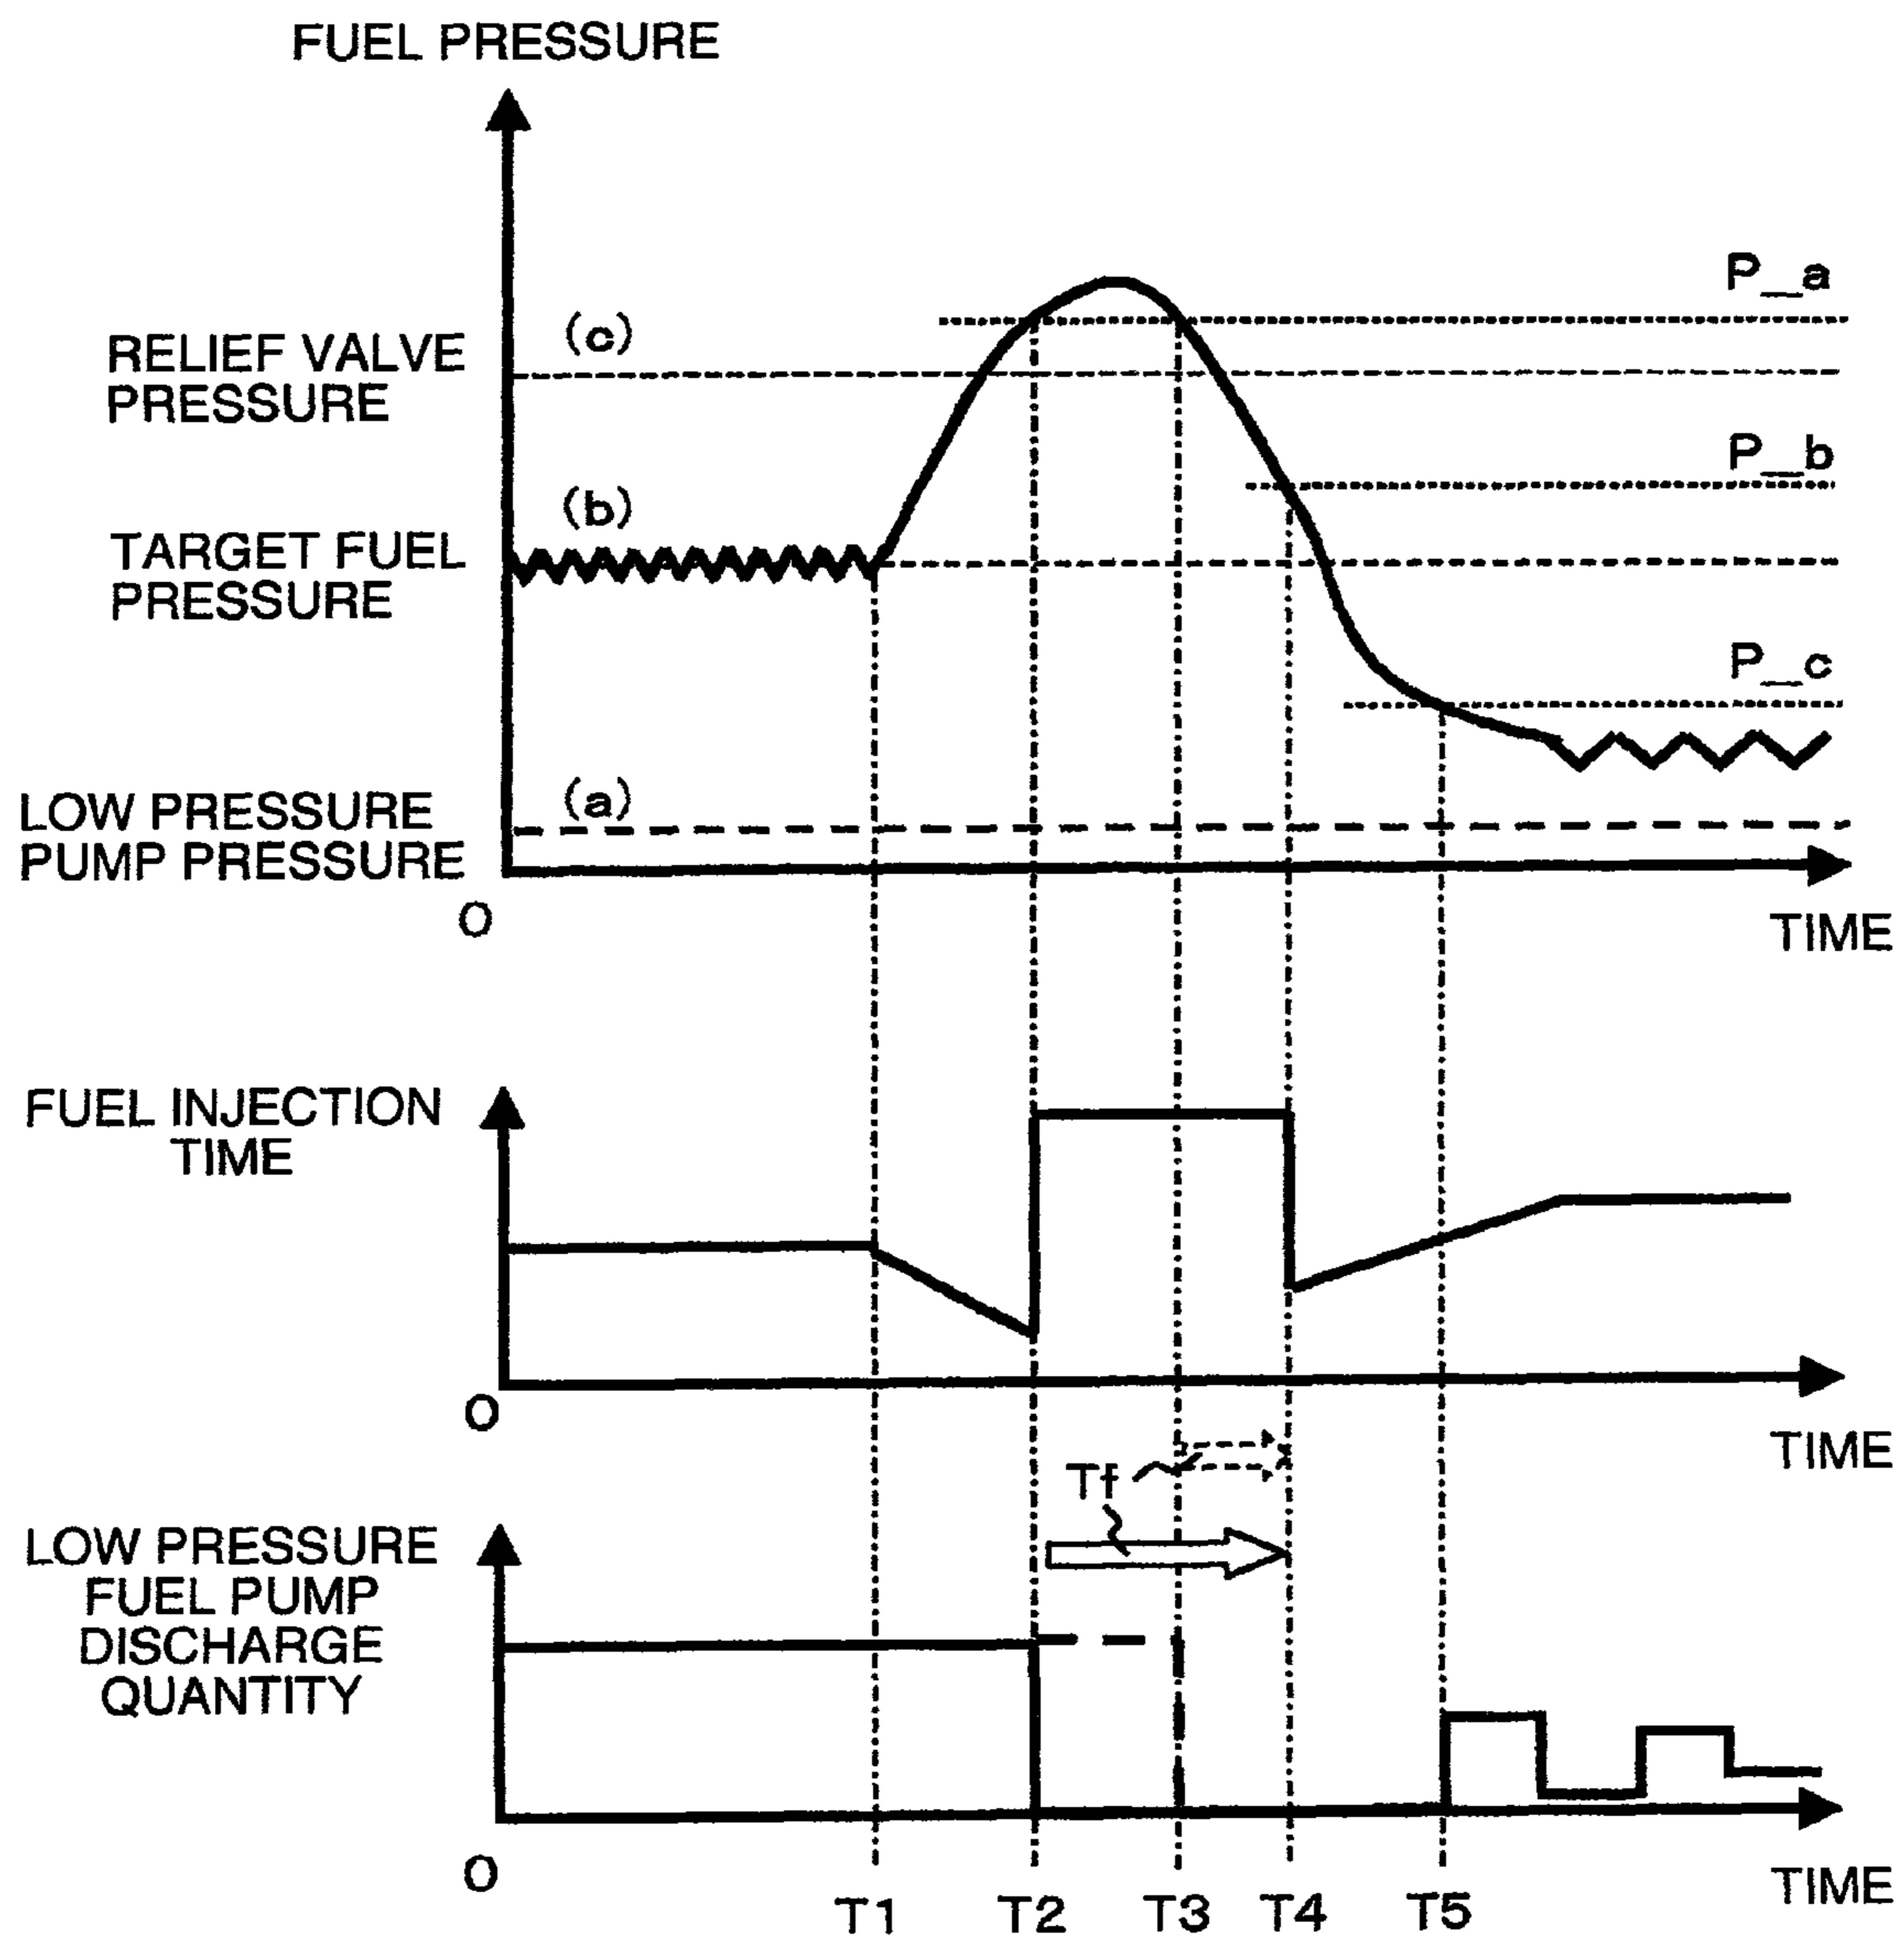 FUEL PRESSURE
P_a
(c)
RELIEF VALVE
PRESSURE
P_b
(b)
TARGET FUEL
PRESSURE
P_c
(a)
LOW PRESSURE
PUMP PRESSURE
O
TIME
FUEL INJECTION
TIME
O
TIME
Tf
LOW PRESSURE
FUEL PUMP
DISCHARGE
QUANTITY
O
TIME
T1 T2 T3 T4 T5